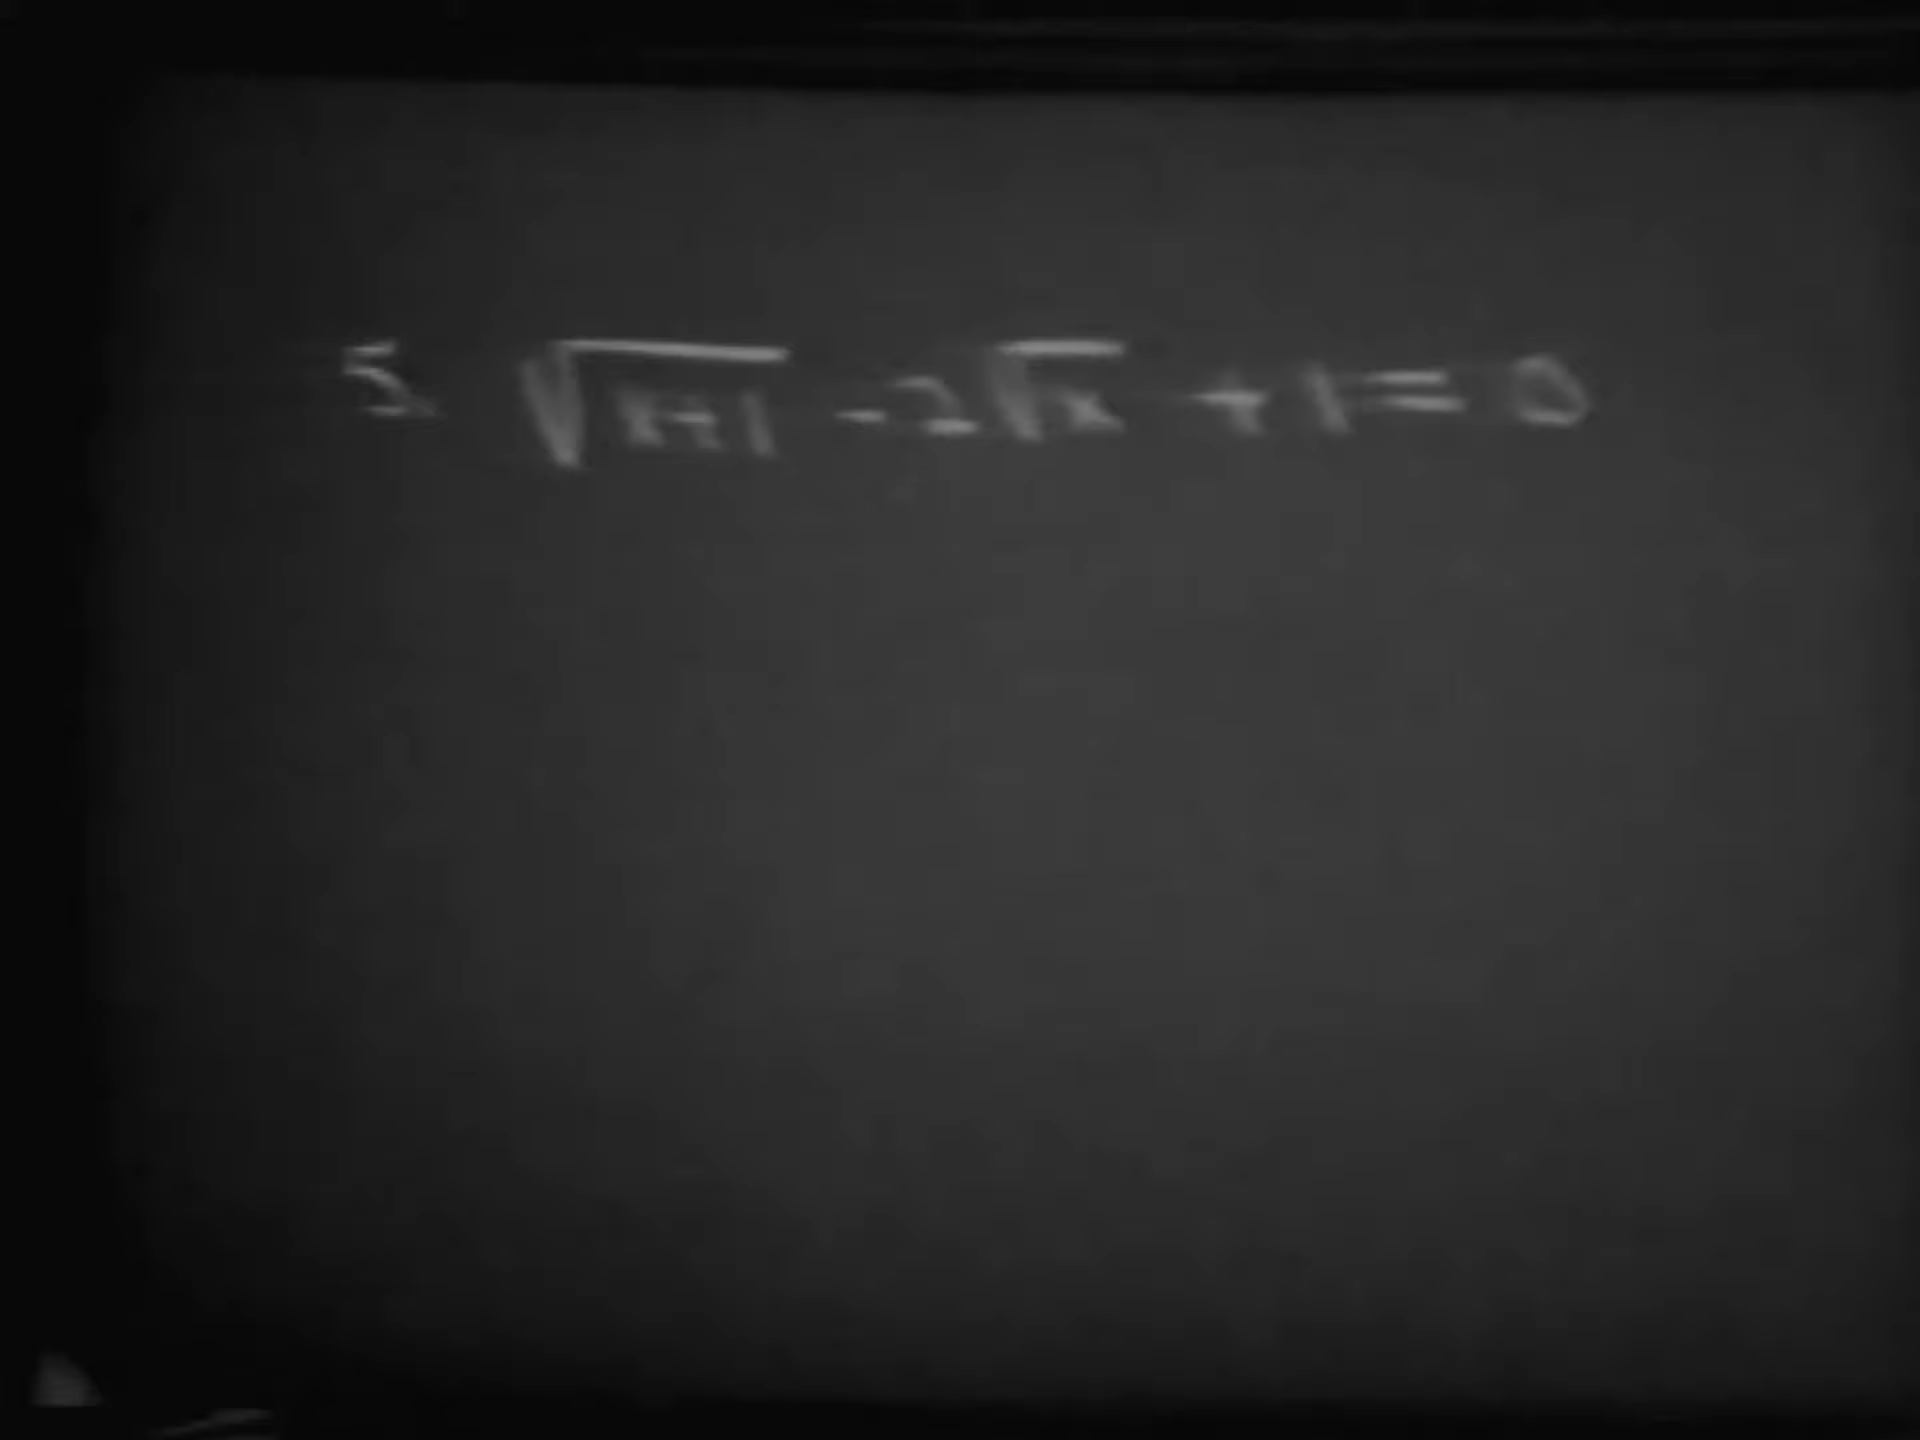 5. √x+1 - 2√x + 1 = 0